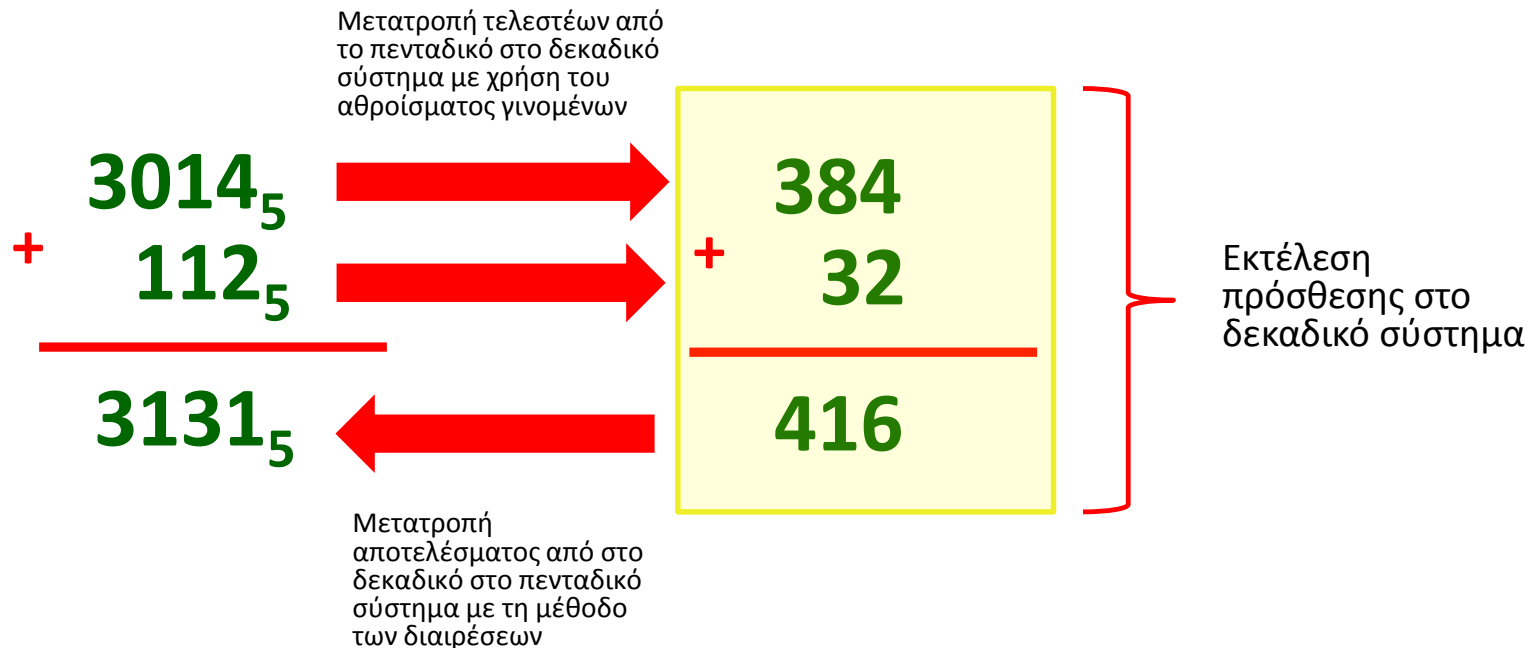 Μετατροπή τελεστέων από
το πενταδικό στο δεκαδικό
σύστημα με χρήση του
αθροίσματος γινομένων
3014₅
+ 112₅
3131₅
384
+ 32
416
Εκτέλεση
πρόσθεσης στο
δεκαδικό σύστημα
Μετατροπή
αποτελέσματος από στο
δεκαδικό στο πενταδικό
σύστημα με τη μέθοδο
των διαιρέσεων